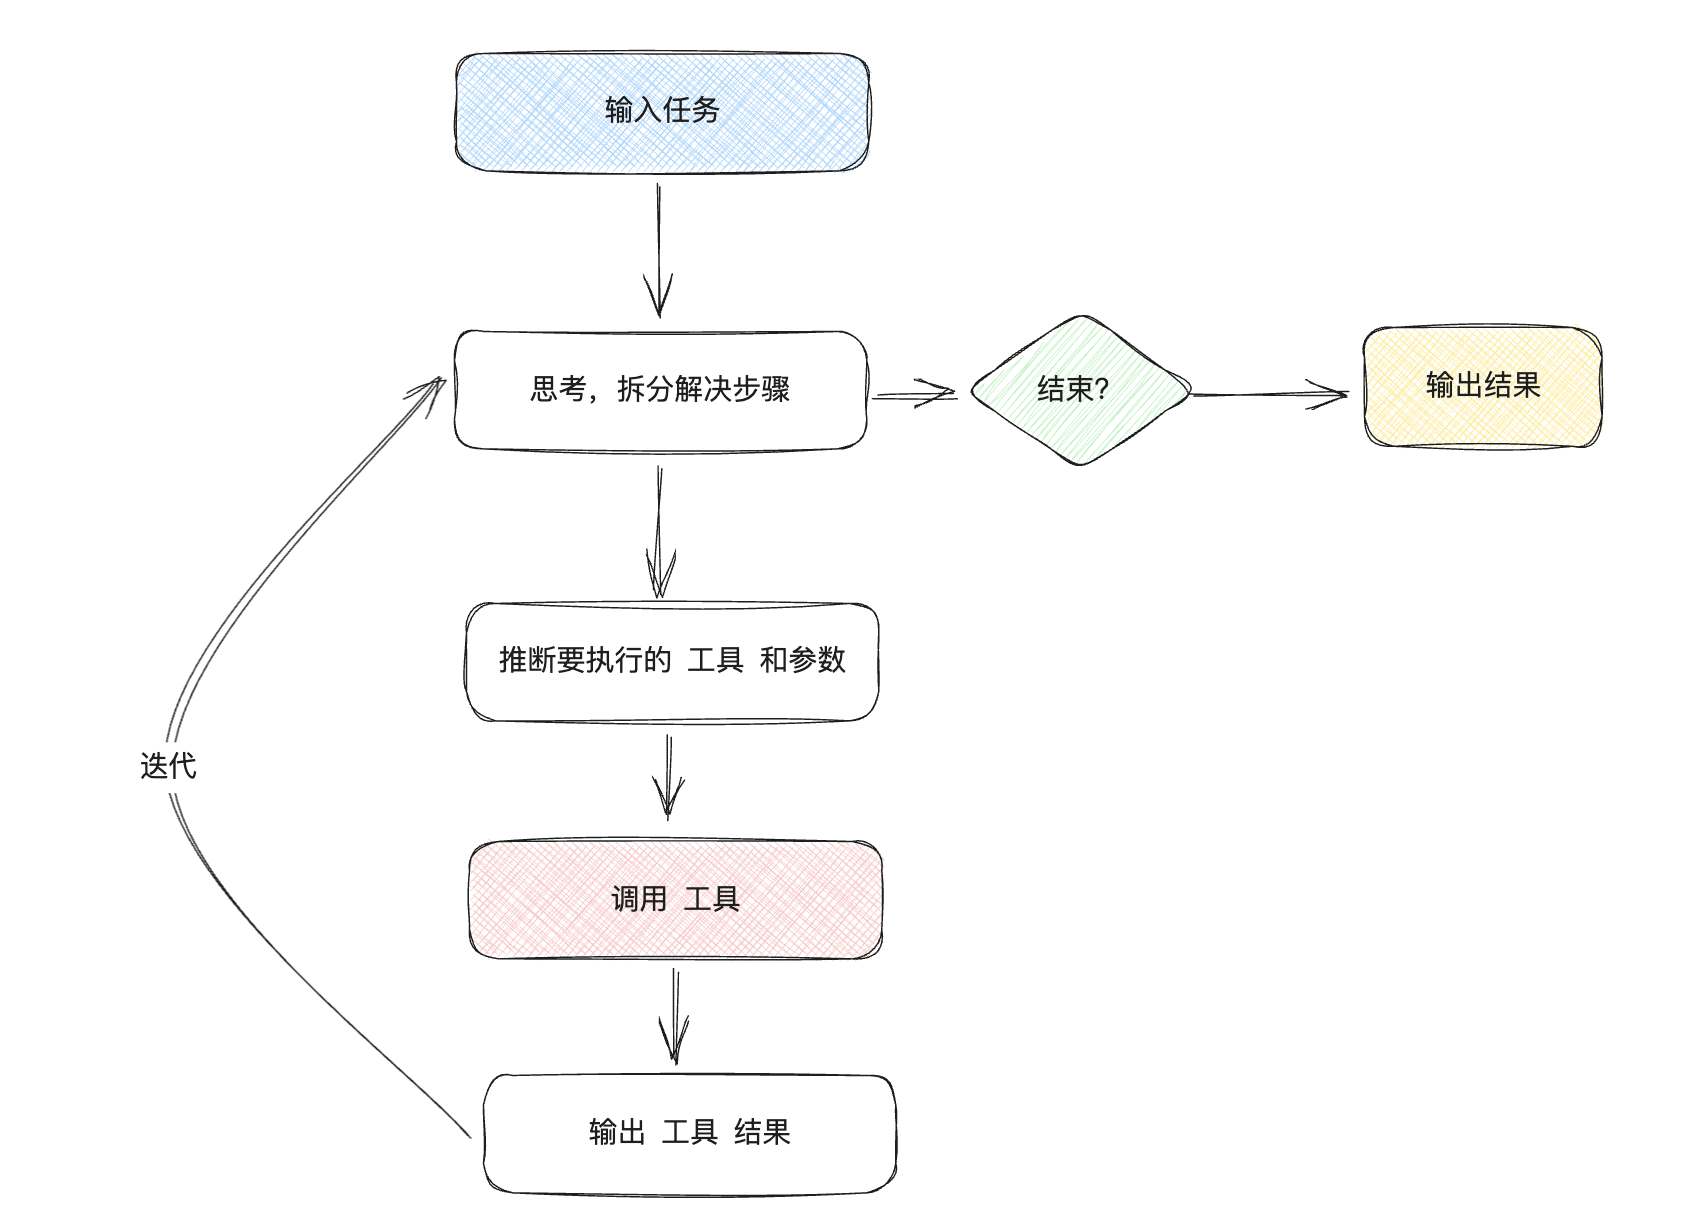 输入任务
思考，拆分解决步骤
结束？
输出结果
推断要执行的 工具 和参数
迭代
调用 工具
输出 工具 结果